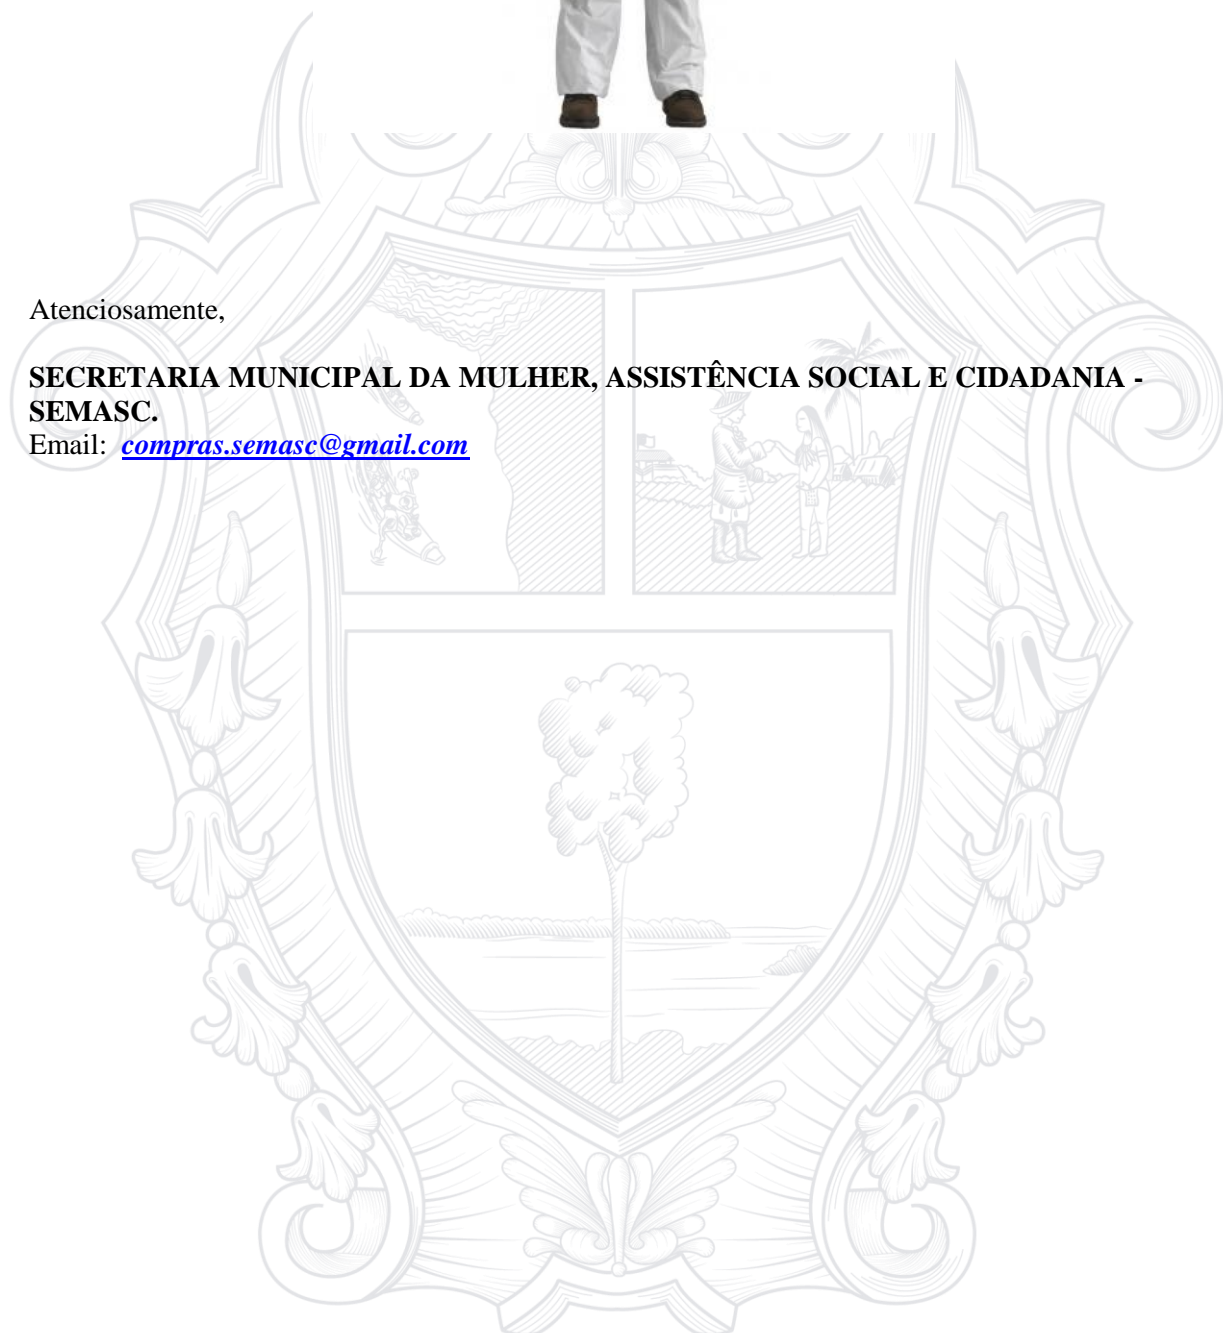 Atenciosamente,
SECRETARIA MUNICIPAL DA MULHER, ASSISTÊNCIA SOCIAL E CIDADANIA -
SEMASC.
Email: compras.semasc@gmail.com